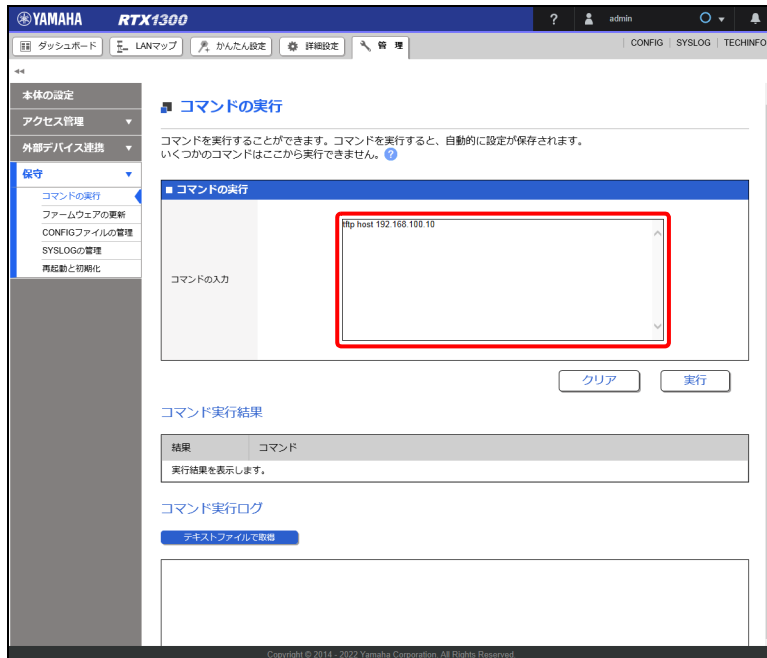 YAMAHA RTX1300 ? admin
ダッシュボード LANマップ かんたん設定 詳細設定 管理 CONFIG SYSLOG TECHINFO
本体の設定
アクセス管理
外部デバイス連携
保守
コマンドの実行
ファームウェアの更新
CONFIGファイルの管理
SYSLOGの管理
再起動と初期化
コマンドの実行
コマンドを実行することができます。コマンドを実行すると、自動的に設定が保存されます。
いくつかのコマンドはここから実行できません。?
■ コマンドの実行
コマンドの入力
tftp host 192.168.100.10
クリア 実行
コマンド実行結果
結果 コマンド
実行結果を表示します。
コマンド実行ログ
テキストファイルで取得
Copyright © 2014 - 2022 Yamaha Corporation. All Rights Reserved.